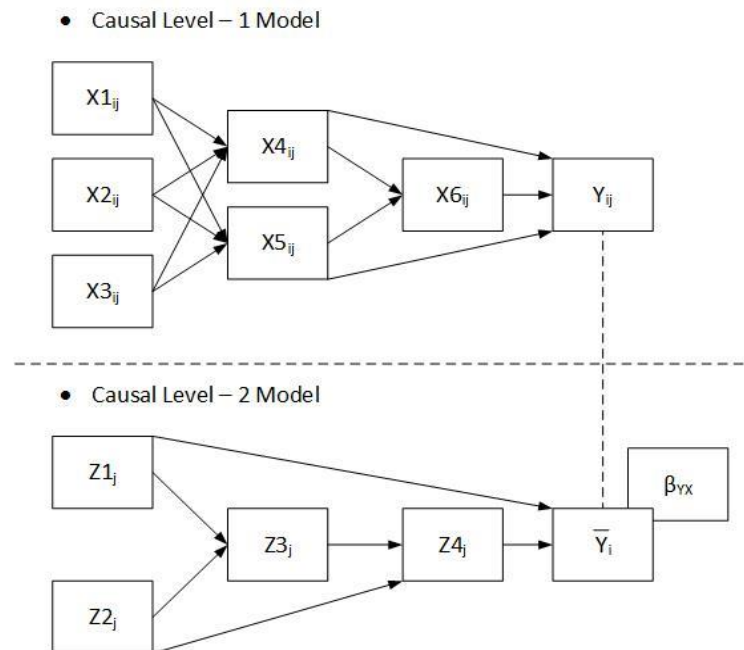 • Causal Level – 1 Model
X1ij
X2ij
X3ij
X4ij
X5ij
X6ij
Yij
• Causal Level – 2 Model
Z1j
Z2j
Z3j
Z4j
Y̅i
βYX